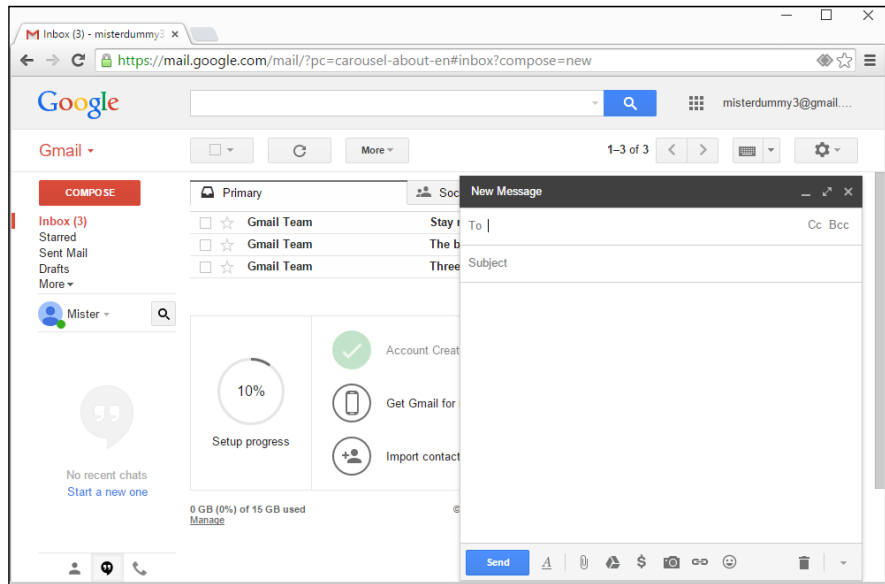 Inbox (3) - misterdummy3
https://mail.google.com/mail/?pc=carousel-about-en#inbox?compose=new
Google
misterdummy3@gmail....
Gmail
More
1–3 of 3
COMPOSE
Inbox (3)
Starred
Sent Mail
Drafts
More
Mister
No recent chats
Start a new one
Primary
Soc
Gmail Team Stay
Gmail Team The b
Gmail Team Three
10%
Setup progress
Account Creat
Get Gmail for
Import contact
0 GB (0%) of 15 GB used
Manage
©
New Message
To
Cc Bcc
Subject
Send
A
$